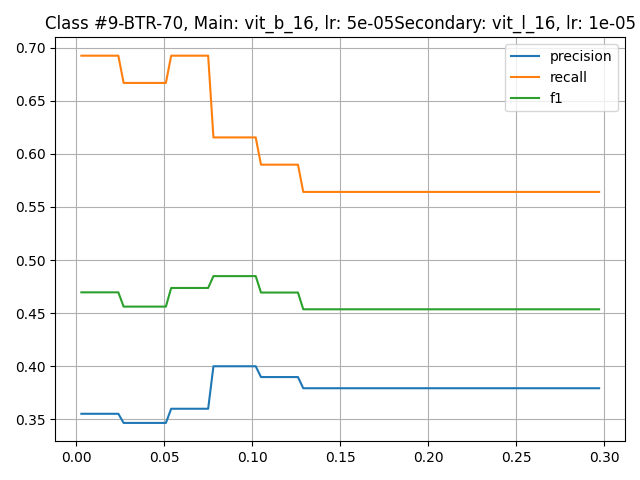 Class #9-BTR-70, Main: vit_b_16, lr: 5e-05Secondary: vit_l_16, lr: 1e-05
precision
recall
f1
0.70
0.65
0.60
0.55
0.50
0.45
0.40
0.35
0.00 0.05 0.10 0.15 0.20 0.25 0.30